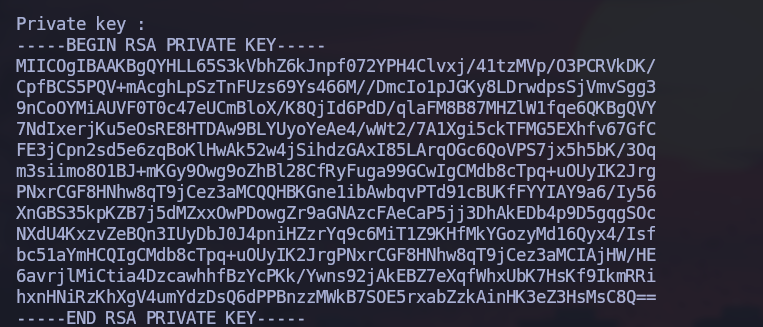 Private key :
-----BEGIN RSA PRIVATE KEY-----
MIICOgIBAAKBgQYHLL65S3kVbhZ6kJnpf072YPH4Clvxj/41tzMVp/O3PCRVkDK/
CpfBCS5PQV+mAcghLpSzTnFUzs69Ys466M//DmcIo1pJGKy8LDrwdpsSjVmvSgg3
9nCoOYMiAUVF0T0c47eUCmBloX/K8QjId6PdD/qlaFM8B87MHZlW1fqe6QKBgQVY
7NdIxerjKu5eOsRE8HTDAw9BLYUyoYeAe4/wWt2/7A1Xgi5ckTFMG5EXhfv67GfC
FE3jCpn2sd5e6zqBoKlHwAk52w4jSihdzGAxI85LArqOGc6QoVPS7jx5h5bK/3Oq
m3siimo8O1BJ+mKGy9Owg9oZhBl28CfRyFuga99GCwIgCMdb8cTpq+uOUyIK2Jrg
PNxrCGF8HNhw8qT9jCez3aMCQQHBKGne1ibAwbqvPTd91cBUKfFYYIAY9a6/Iy56
XnGBS35kpKZB7j5dMZxxOwPDowgZr9aGNAzcFAeCaP5jj3DhAkEDb4p9D5gqgSOc
NXdU4KxzvZeBQn3IUyDbJ0J4pniHZzrYq9c6MiT1Z9KHfMkYGozyMd16Qyx4/Isf
bc51aYmHCQIgCMdb8cTpq+uOUyIK2JrgPNxrCGF8HNhw8qT9jCez3aMCIAjHW/HE
6avrjlMiCtia4DzcawhhfBzYcPKk/Ywns92jAkEBZ7eXqfWhxUbK7HsKf9IkmRRi
hxnHNiRzKhXgV4umYdzDsQ6dPPBnzzMWkB7SOE5rxabZzkAinHK3eZ3HsMsC8Q==
-----END RSA PRIVATE KEY-----